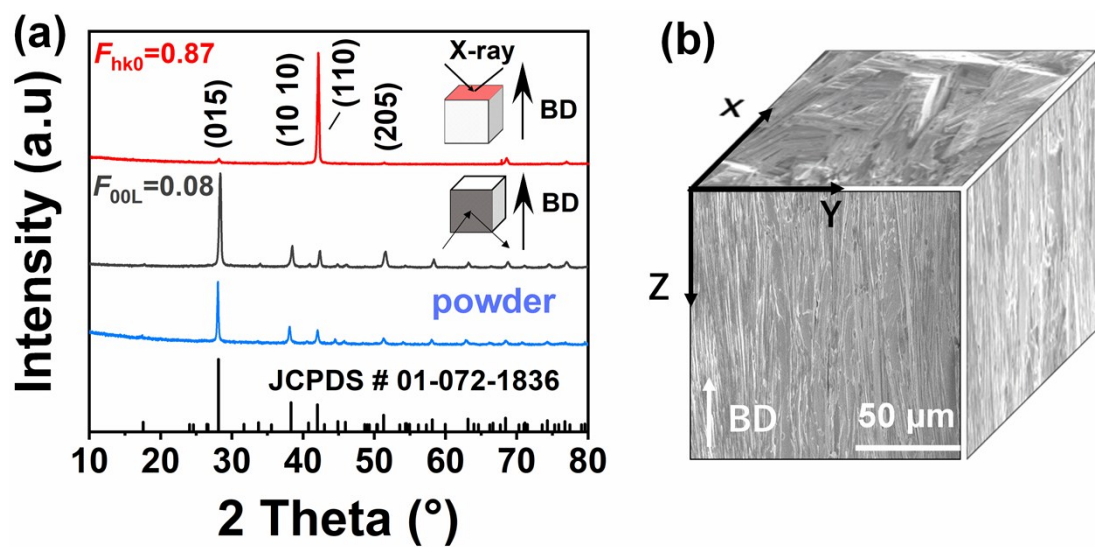 (a)
Intensity (a.u)
Fhk0=0.87
(015)
(10 10)
(110)
(205)
X-ray
BD
F00L=0.08
BD
powder
JCPDS # 01-072-1836
10 20 30 40 50 60 70 80
2 Theta (°)
(b)
X
Y
Z
BD
50 μm